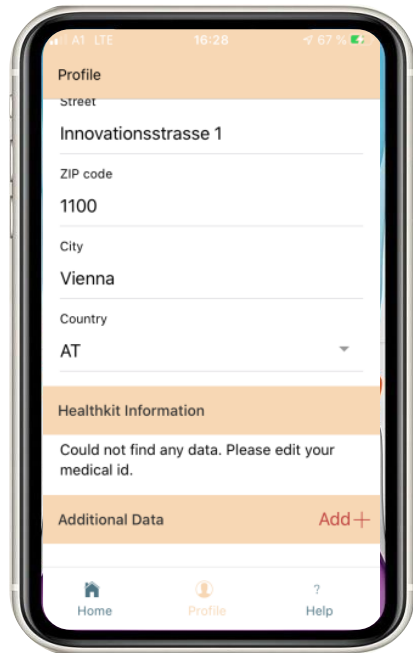 A1 LTE 16:28 67 %
Profile
Street
Innovationsstrasse 1
ZIP code
1100
City
Vienna
Country
AT
Healthkit Information
Could not find any data. Please edit your
medical id.
Additional Data Add +
Home Profile ? Help